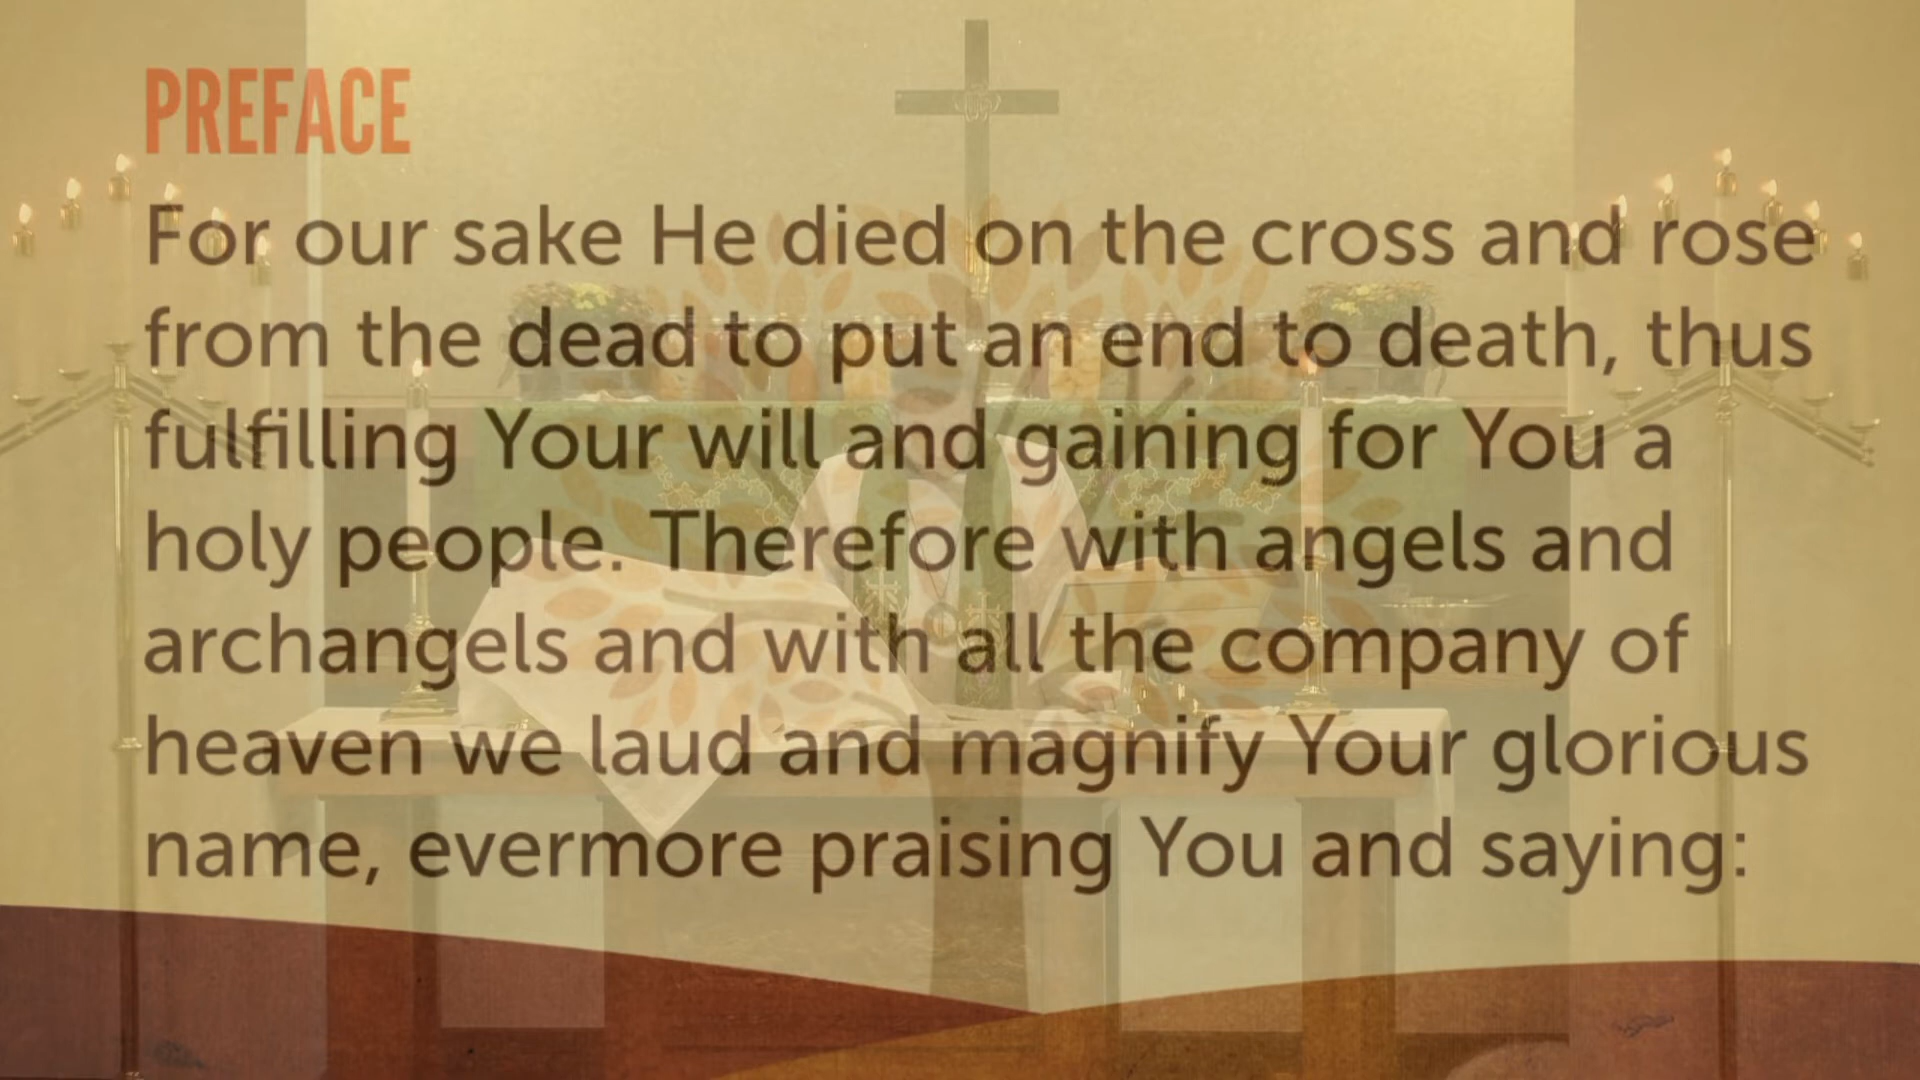 PREFACE
For our sake He died on the cross and rose
from the dead to put an end to death, thus
fulfilling Your will and gaining for You a
holy people. Therefore with angels and
archangels and with all the company of
heaven we laud and magnify Your glorious
name, evermore praising You and saying: